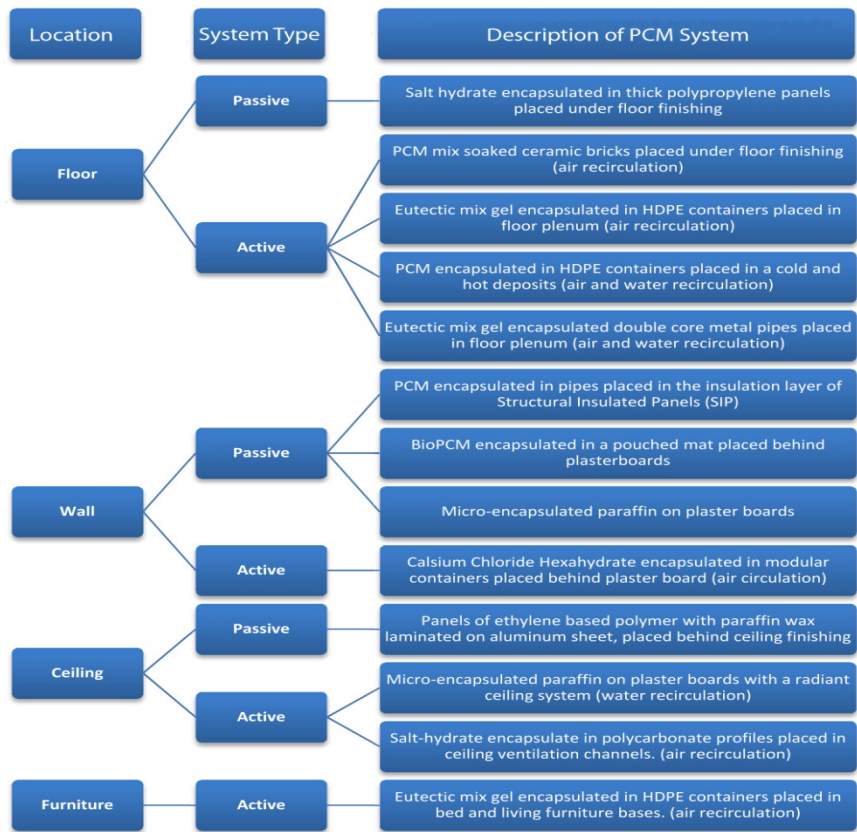 Location
System Type
Description of PCM System
Passive
Salt hydrate encapsulated in thick polypropylene panels
placed under floor finishing
Floor
Active
PCM mix soaked ceramic bricks placed under floor finishing
(air recirculation)
Eutectic mix gel encapsulated in HDPE containers placed in
floor plenum (air recirculation)
PCM encapsulated in HDPE containers placed in a cold and
hot deposits (air and water recirculation)
Eutectic mix gel encapsulated double core metal pipes placed
in floor plenum (air and water recirculation)
Wall
Passive
PCM encapsulated in pipes placed in the insulation layer of
Structural Insulated Panels (SIP)
BioPCM encapsulated in a pouched mat placed behind
plasterboards
Micro-encapsulated paraffin on plaster boards
Active
Calsium Chloride Hexahydrate encapsulated in modular
containers placed behind plaster board (air circulation)
Ceiling
Passive
Panels of ethylene based polymer with paraffin wax
laminated on aluminum sheet, placed behind ceiling finishing
Active
Micro-encapsulated paraffin on plaster boards with a radiant
ceiling system (water recirculation)
Salt-hydrate encapsulate in polycarbonate profiles placed in
ceiling ventilation channels. (air recirculation)
Furniture
Active
Eutectic mix gel encapsulated in HDPE containers placed in
bed and living furniture bases. (air recirculation)